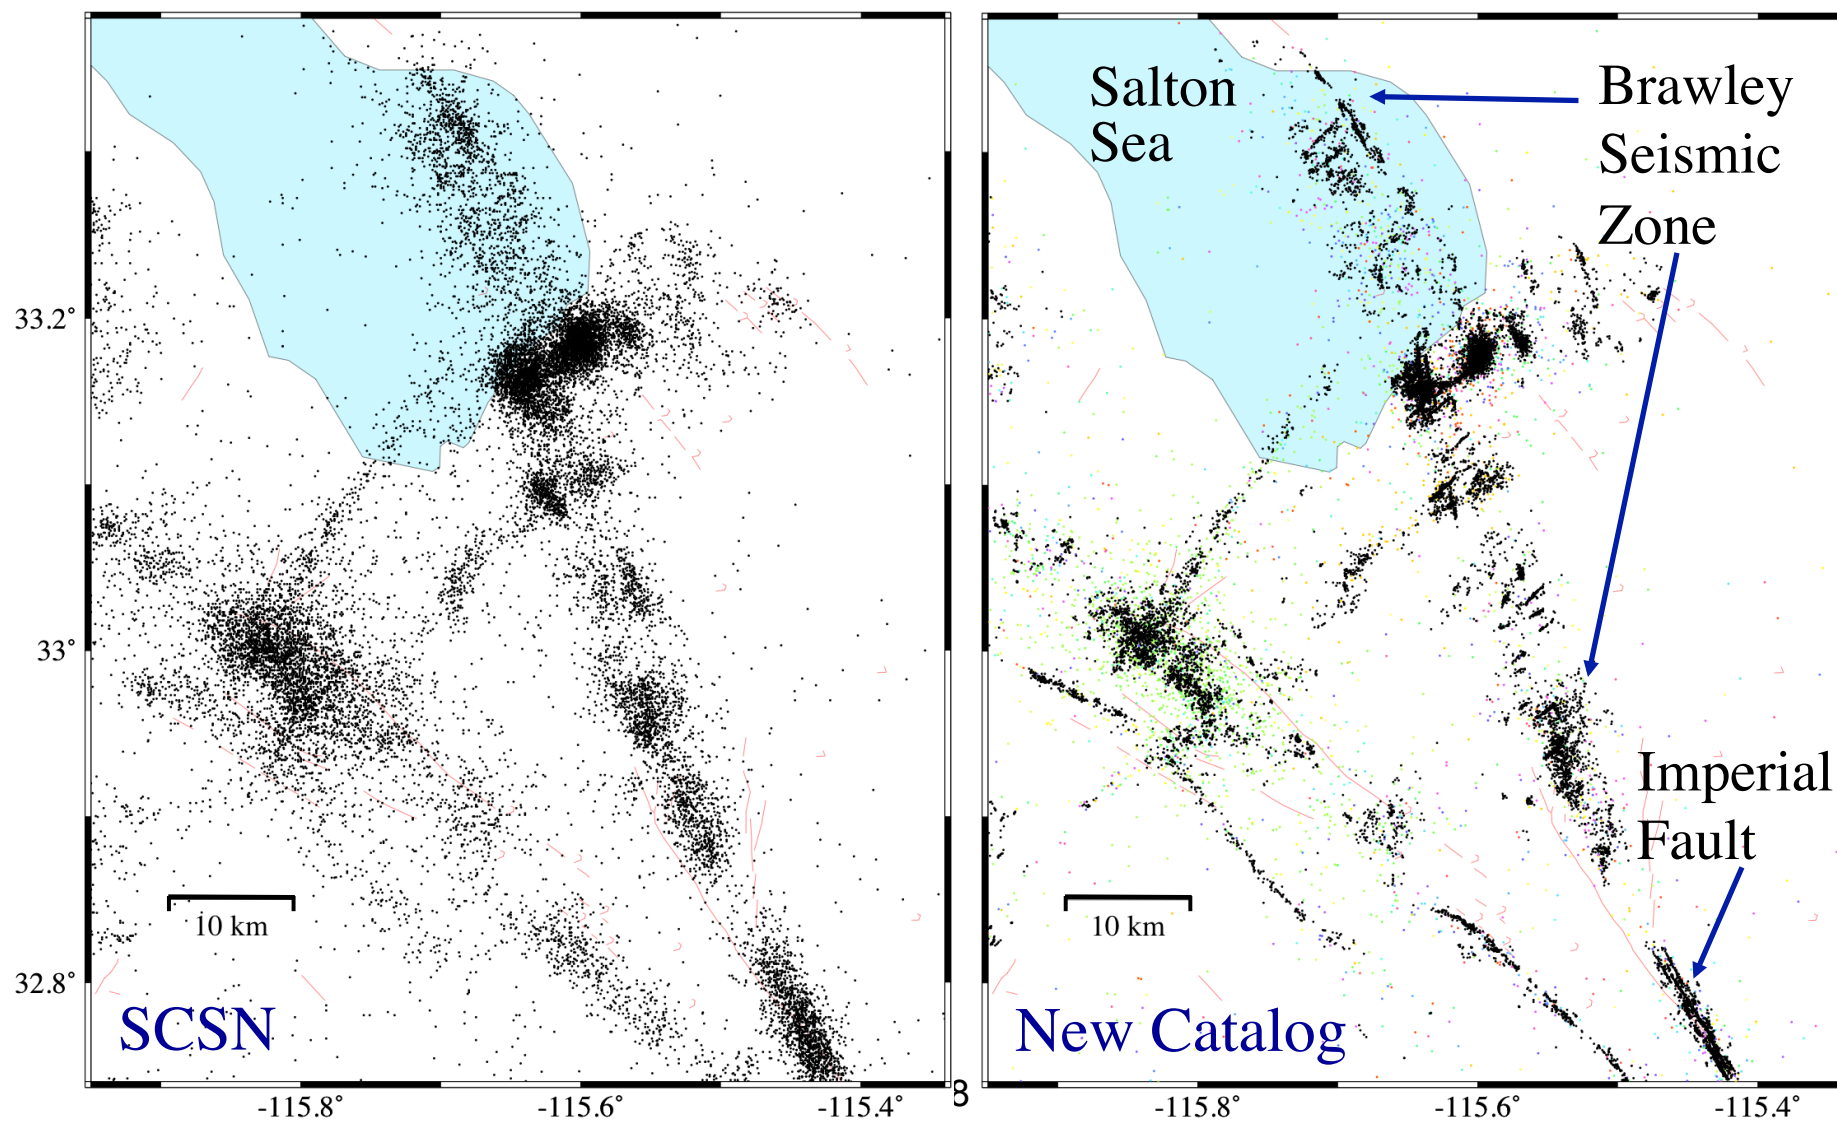 33.2°
33°
32.8°
10 km
SCSN
-115.8°
-115.6°
-115.4°
8
Salton
Sea
Brawley
Seismic
Zone
Imperial
Fault
10 km
New Catalog
-115.8°
-115.6°
-115.4°